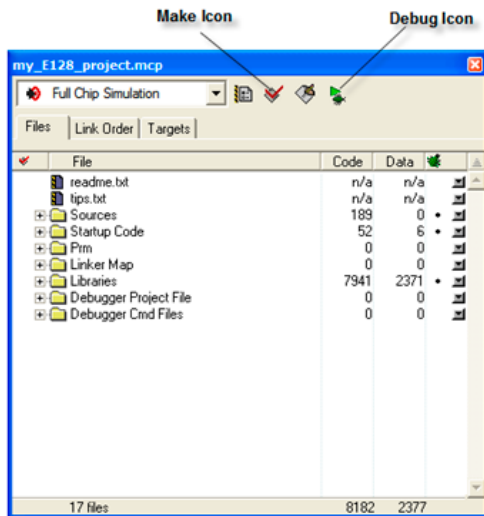 Make Icon
Debug Icon
my_E128_project.mcp
Full Chip Simulation
Files Link Order Targets
File Code Data
readme.txt n/a n/a
tips.txt n/a n/a
Sources 189 0
Startup Code 52 6
Prm 0 0
Linker Map 0 0
Libraries 7941 2371
Debugger Project File 0 0
Debugger Cmd Files 0 0
17 files 8182 2377